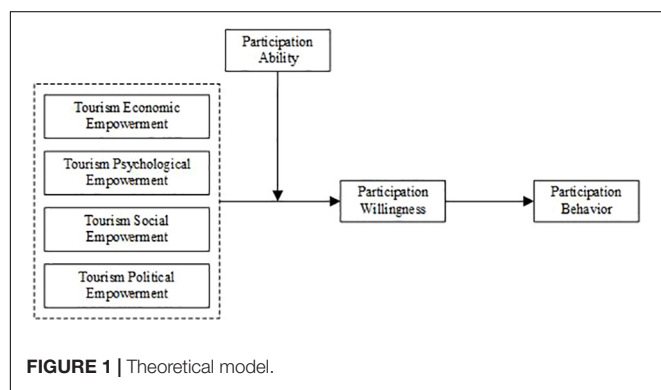 Participation
Ability
Tourism Economic
Empowerment
Tourism Psychological
Empowerment
Tourism Social
Empowerment
Tourism Political
Empowerment
Participation
Willingness
Participation
Behavior
FIGURE 1 | Theoretical model.